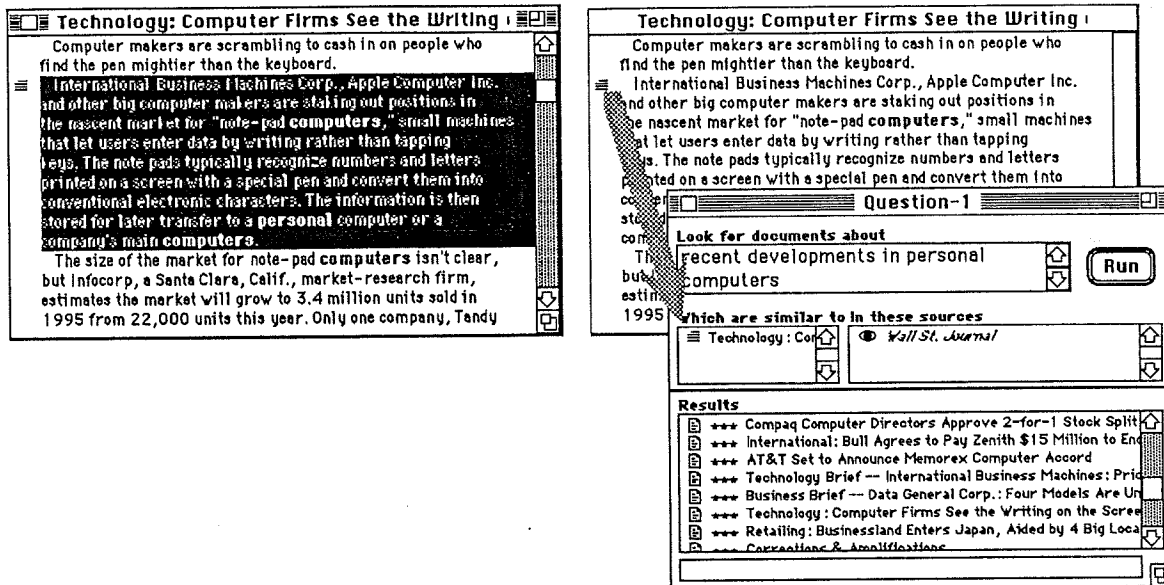 Technology: Computer Firms See the Writing
Computer makers are scrambling to cash in on people who
find the pen mightier than the keyboard.
International Business Machines Corp., Apple Computer Inc.
and other big computer makers are staking out positions in
the nascent market for "note-pad computers," small machines
that let users enter data by writing rather than tapping
keys. The note pads typically recognize numbers and letters
printed on a screen with a special pen and convert them into
conventional electronic characters. The information is then
stored for later transfer to a personal computer or a
company's main computers.
The size of the market for note-pad computers isn't clear,
but Infocorp, a Santa Clara, Calif., market-research firm,
estimates the market will grow to 3.4 million units sold in
1995 from 22,000 units this year. Only one company, Tandy
Technology: Computer Firms See the Writing
Computer makers are scrambling to cash in on people who
find the pen mightier than the keyboard.
International Business Machines Corp., Apple Computer Inc.
and other big computer makers are staking out positions in
the nascent market for "note-pad computers," small machines
that let users enter data by writing rather than tapping
keys. The note pads typically recognize numbers and letters
printed on a screen with a special pen and convert them into
1995
Question-1
Look for documents about
recent developments in personal
computers
Run
Which are similar to In these sources
Technology: Cor
Wall St. Journal
Results
*** Compaq Computer Directors Approve 2-for-1 Stock Split
*** International: Bull Agrees to Pay Zenith $15 Million to End
*** AT&T Set to Announce Memorex Computer Accord
*** Technology Brief -- International Business Machines: Pric
*** Business Brief -- Data General Corp.: Four Models Are Un
*** Technology: Computer Firms See the Writing on the Scree
*** Retailing: Businessland Enters Japan, Aided by 4 Big Loca
*** Corrections & Amplifications